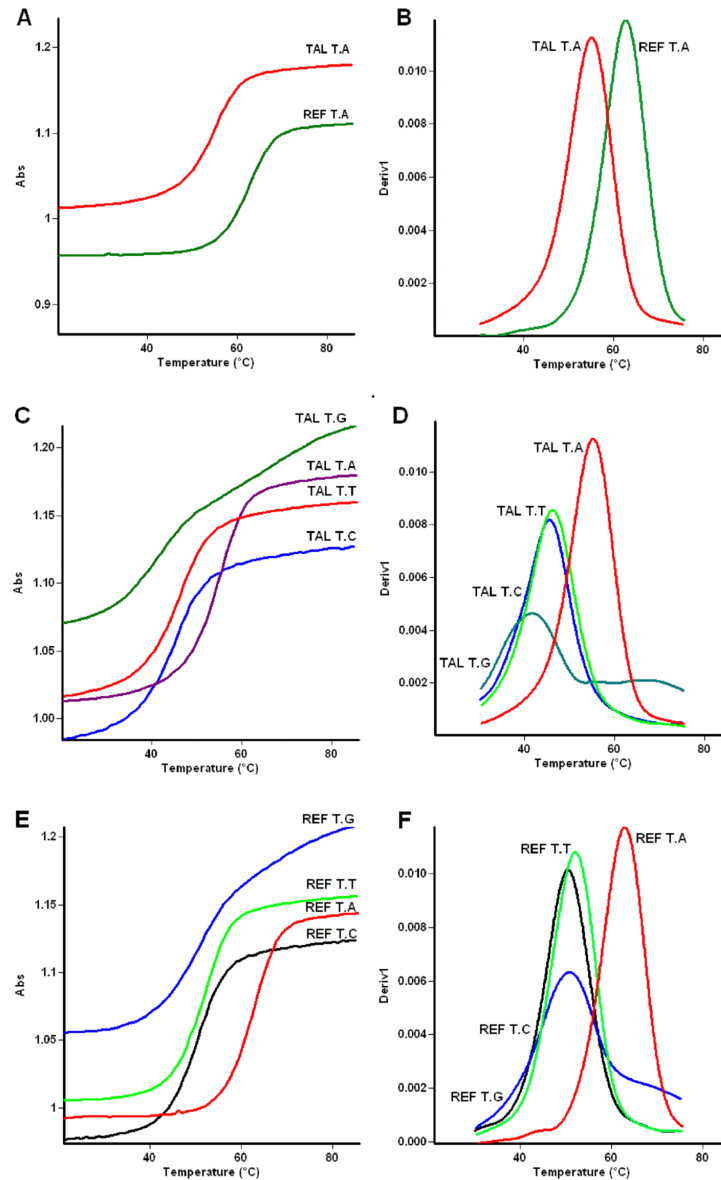 A
TAL T.A
REF T.A
1.2
1.1
1
0.9
Abs
40
60
80
Temperature (°C)
B
TAL T.A
REF T.A
0.010
0.008
0.006
0.004
0.002
Deriv1
40
60
80
Temperature (°C)
C
TAL T.G
TAL T.A
TAL T.T
TAL T.C
1.20
1.15
1.10
1.05
1.00
Abs
40
60
80
Temperature (°C)
D
TAL T.A
TAL T.T
TAL T.C
TAL T.G
0.010
0.008
0.006
0.004
0.002
Deriv1
40
60
80
Temperature (°C)
E
REF T.G
REF T.T
REF T.A
REF T.C
1.2
1.15
1.1
1.05
1
Abs
40
60
80
Temperature (°C)
F
REF T.T
REF T.A
REF T.C
REF T.G
0.010
0.008
0.006
0.004
0.002
0.000
Deriv1
40
60
80
Temperature (°C)